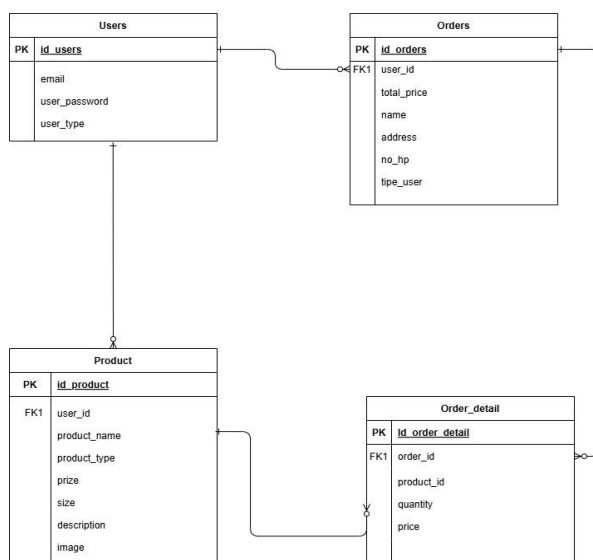 Users
PK id_users
email
user_password
user_type
Orders
PK id_orders
FK1 user_id
total_price
name
address
no_hp
tipe_user
Product
PK id_product
FK1 user_id
product_name
product_type
prize
size
description
image
Order_detail
PK Id_order_detail
FK1 order_id
product_id
quantity
price